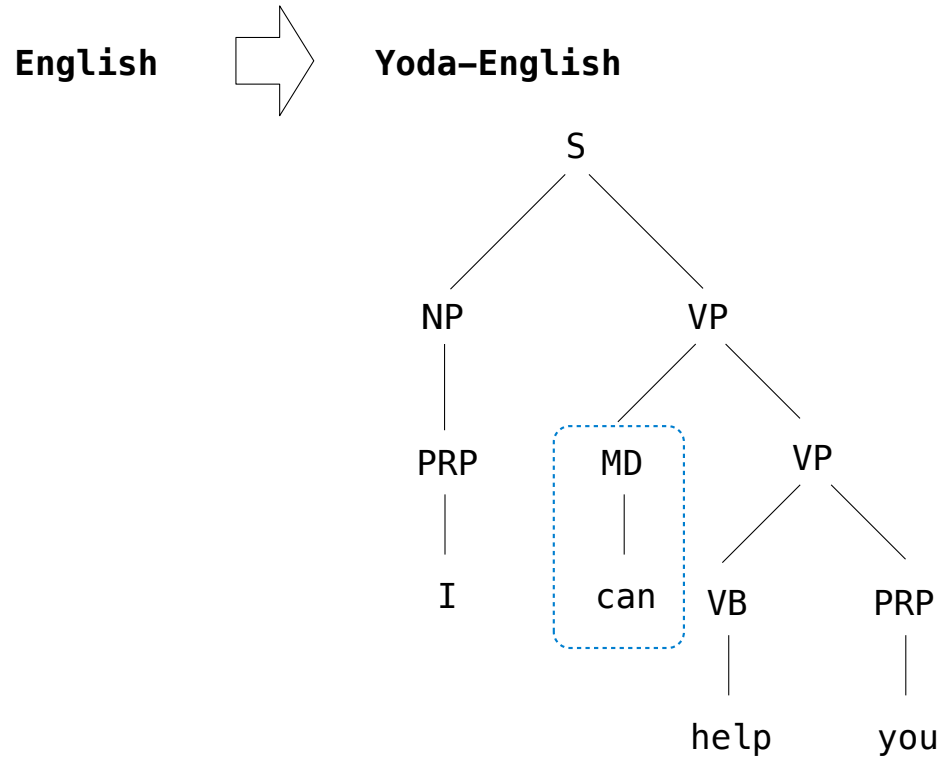 English Yoda–English
S
NP VP
PRP MD VP
I can VB PRP
help you